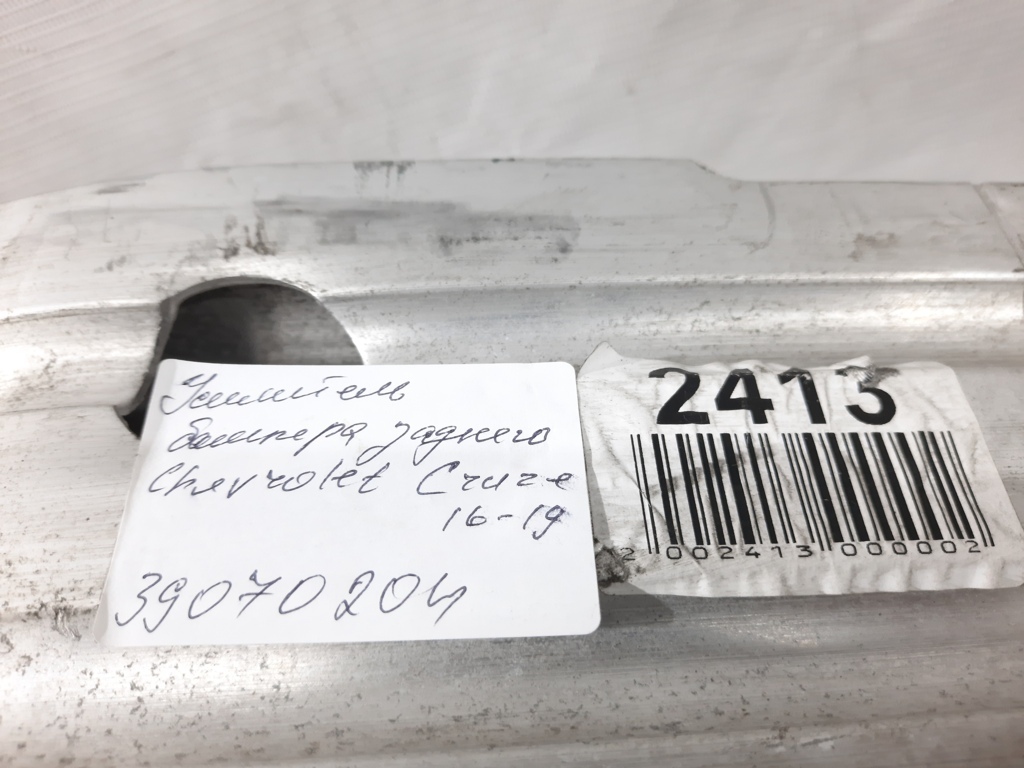 Усилитель
бампера заднего
Chevrolet Cruze
16-19
39070204
2413
2 002413 000002